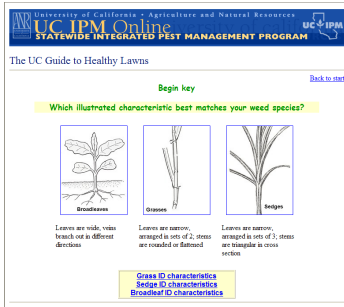 University of California • Agriculture and Natural Resources
UC IPM Online
STATEWIDE INTEGRATED PEST MANAGEMENT PROGRAM
UC IPM
The UC Guide to Healthy Lawns
Back to start
Begin key
Which illustrated characteristic best matches your weed species?
Broadleaves
Grasses
Sedges
Leaves are wide, veins
branch out in different
directions
Leaves are narrow,
arranged in sets of 2; stems
are rounded or flattened
Leaves are narrow,
arranged in sets of 3; stems
are triangular in cross
section
Grass ID characteristics
Sedge ID characteristics
Broadleaf ID characteristics